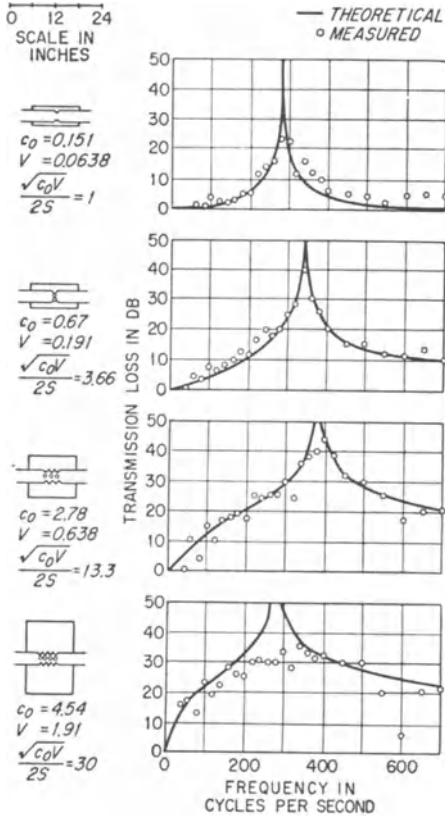 0 12 24
SCALE IN
INCHES
— THEORETICAL
○ MEASURED
TRANSMISSION LOSS IN DB
c₀ = 0.151
V = 0.0638
√c₀V / 2S = 1
50
40
30
20
10
0
c₀ = 0.67
V = 0.191
√c₀V / 2S = 3.66
50
40
30
20
10
0
c₀ = 2.78
V = 0.638
√c₀V / 2S = 13.3
50
40
30
20
10
0
c₀ = 4.54
V = 1.91
√c₀V / 2S = 30
50
40
30
20
10
0
0 200 400 600
FREQUENCY IN
CYCLES PER SECOND